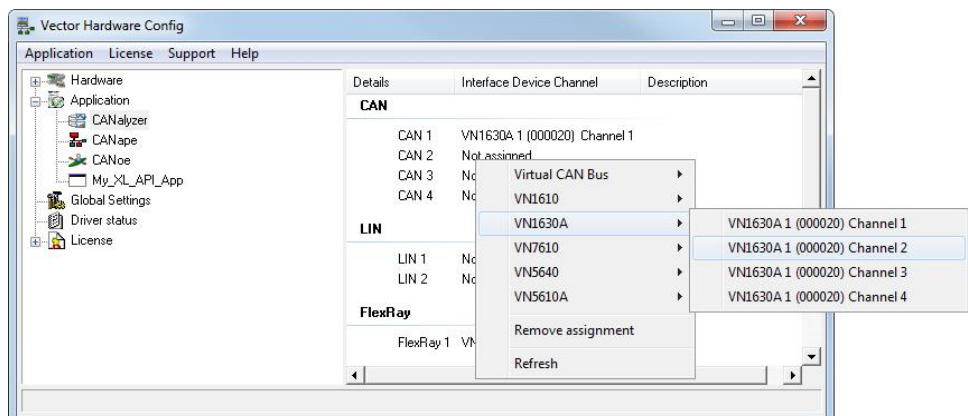 Vector Hardware Config
Application License Support Help
Hardware
Application
CANalyzer
CANape
CANoe
My_XL_API_App
Global Settings
Driver status
License
Details Interface Device Channel Description
CAN
CAN 1 VN1630A 1 (000020) Channel 1
CAN 2 Not assigned
CAN 3
CAN 4
LIN
LIN 1
LIN 2
FlexRay
FlexRay 1
Virtual CAN Bus
VN1610
VN1630A
VN7610
VN5640
VN5610A
Remove assignment
Refresh
VN1630A 1 (000020) Channel 1
VN1630A 1 (000020) Channel 2
VN1630A 1 (000020) Channel 3
VN1630A 1 (000020) Channel 4